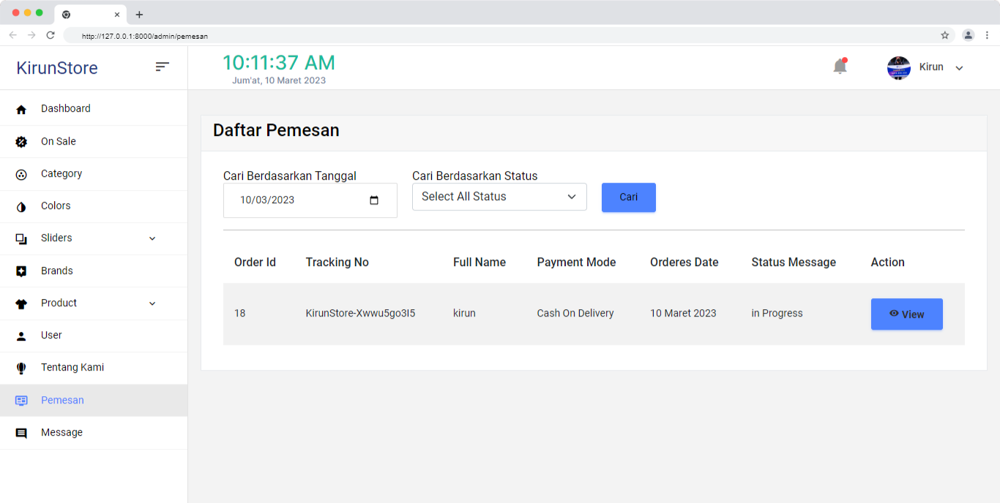 http://127.0.0.1:8000/admin/pemesan
KirunStore
10:11:37 AM
Jum'at, 10 Maret 2023
Kirun
Dashboard
On Sale
Category
Colors
Sliders
Brands
Product
User
Tentang Kami
Pemesan
Message
Daftar Pemesan
Cari Berdasarkan Tanggal
10/03/2023
Cari Berdasarkan Status
Select All Status
Cari
Order Id Tracking No Full Name Payment Mode Orderes Date Status Message Action
18 KirunStore-Xwwu5go3I5 kirun Cash On Delivery 10 Maret 2023 in Progress View